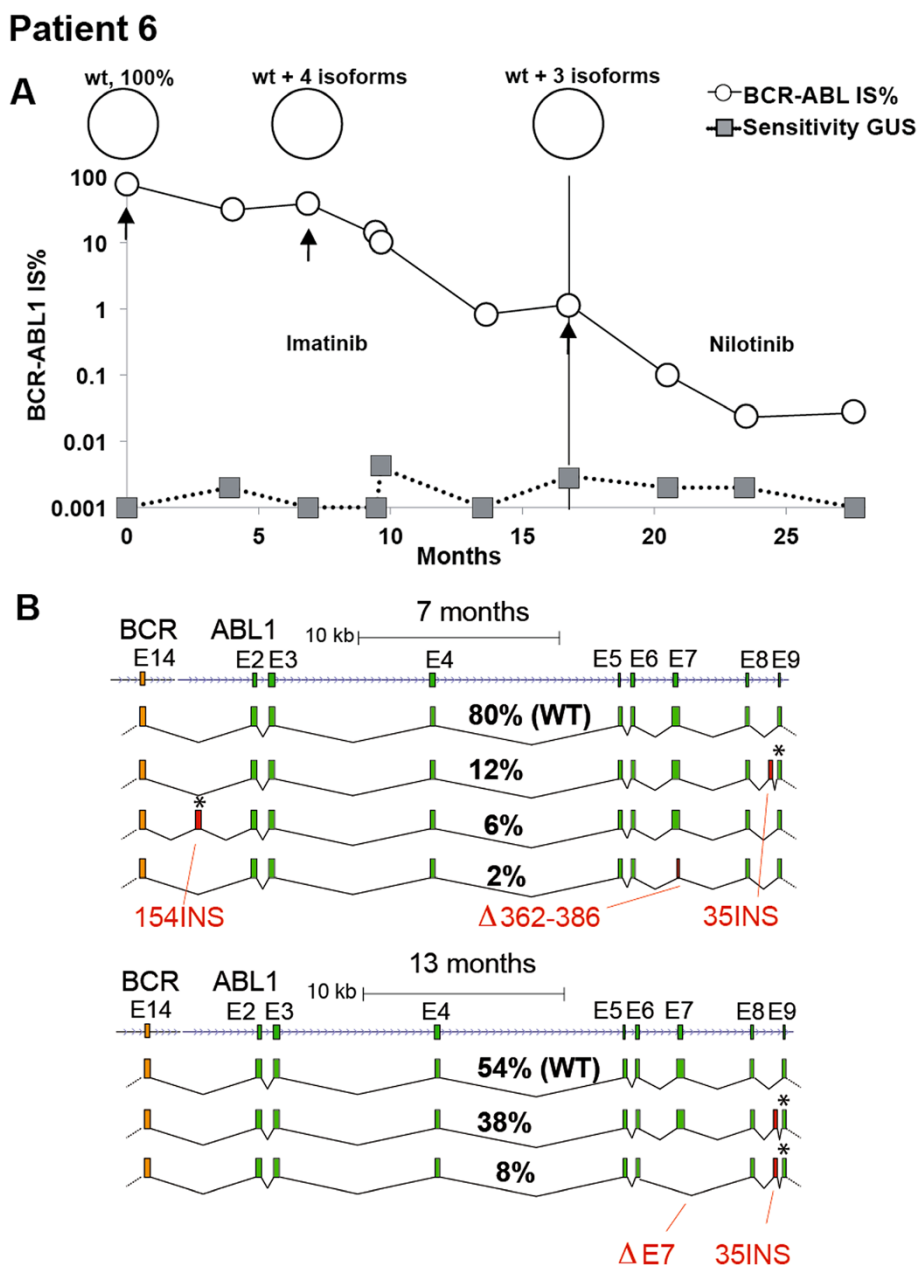 Patient 6
A
wt, 100%
wt + 4 isoforms
wt + 3 isoforms
BCR-ABL IS%
Sensitivity GUS
BCR-ABL1 IS%
100
10
1
0.1
0.01
0.001
Imatinib
Nilotinib
0 5 10 15 20 25
Months
B
7 months
10 kb
BCR ABL1
E14 E2 E3 E4 E5 E6 E7 E8 E9
80% (WT)
12%
*
6%
*
2%
154INS Δ362-386 35INS
13 months
10 kb
BCR ABL1
E14 E2 E3 E4 E5 E6 E7 E8 E9
54% (WT)
38%
*
8%
*
ΔE7 35INS